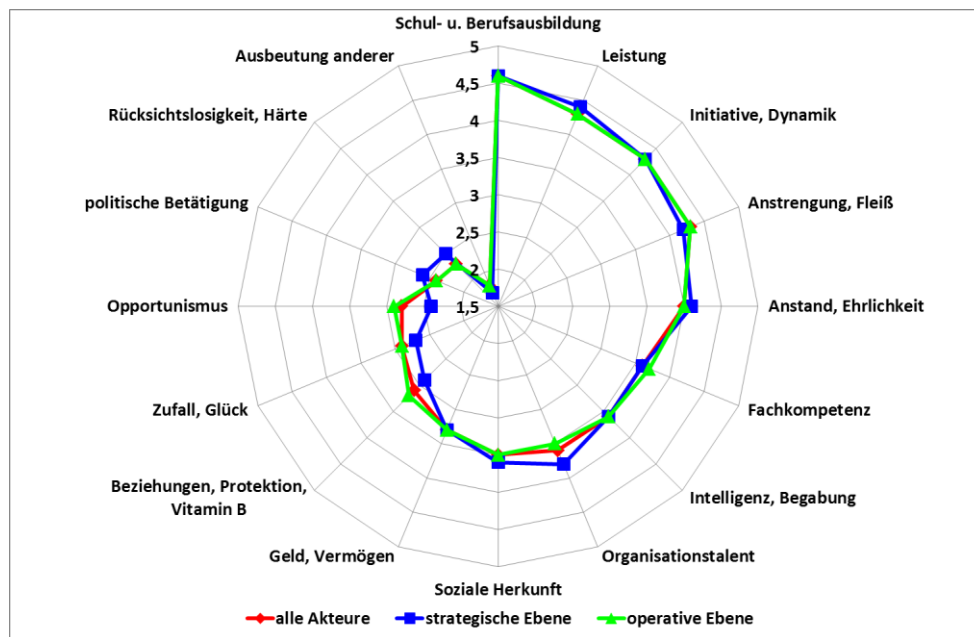 Schul- u. Berufsausbildung
Ausbeutung anderer
5
Leistung
4,5
Rücksichtslosigkeit, Härte
4
Initiative, Dynamik
3,5
politische Betätigung
3
Anstrengung, Fleiß
2,5
2
Opportunismus
1,5
Anstand, Ehrlichkeit
Zufall, Glück
Fachkompetenz
Beziehungen, Protektion,
Vitamin B
Intelligenz, Begabung
Geld, Vermögen
Organisationstalent
Soziale Herkunft
alle Akteure
strategische Ebene
operative Ebene